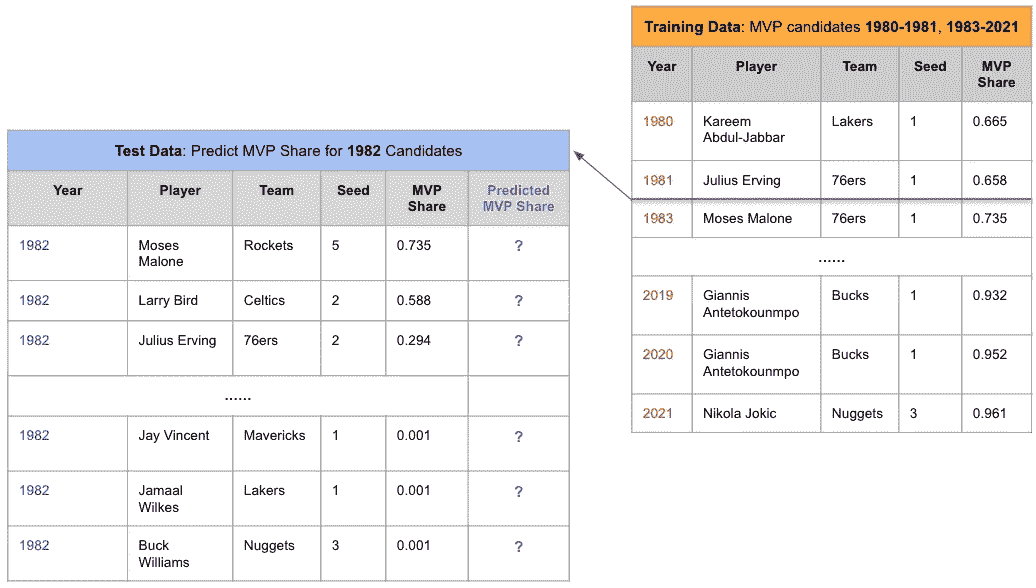 Training Data: MVP candidates 1980-1981, 1983-2021
Year Player Team Seed MVP
Share
1980 Kareem Lakers 1 0.665
Abdul-Jabbar
1981 Julius Erving 76ers 1 0.658
1983 Moses Malone 76ers 1 0.735
......
2019 Giannis Bucks 1 0.932
Antetokounmpo
2020 Giannis Bucks 1 0.952
Antetokounmpo
2021 Nikola Jokic Nuggets 3 0.961
Test Data: Predict MVP Share for 1982 Candidates
Year Player Team Seed MVP Predicted
Share MVP Share
1982 Moses Rockets 5 0.735 ?
Malone
1982 Larry Bird Celtics 2 0.588 ?
1982 Julius Erving 76ers 2 0.294 ?
......
1982 Jay Vincent Mavericks 1 0.001 ?
1982 Jamaal Lakers 1 0.001 ?
Wilkes
1982 Buck Nuggets 3 0.001 ?
Williams